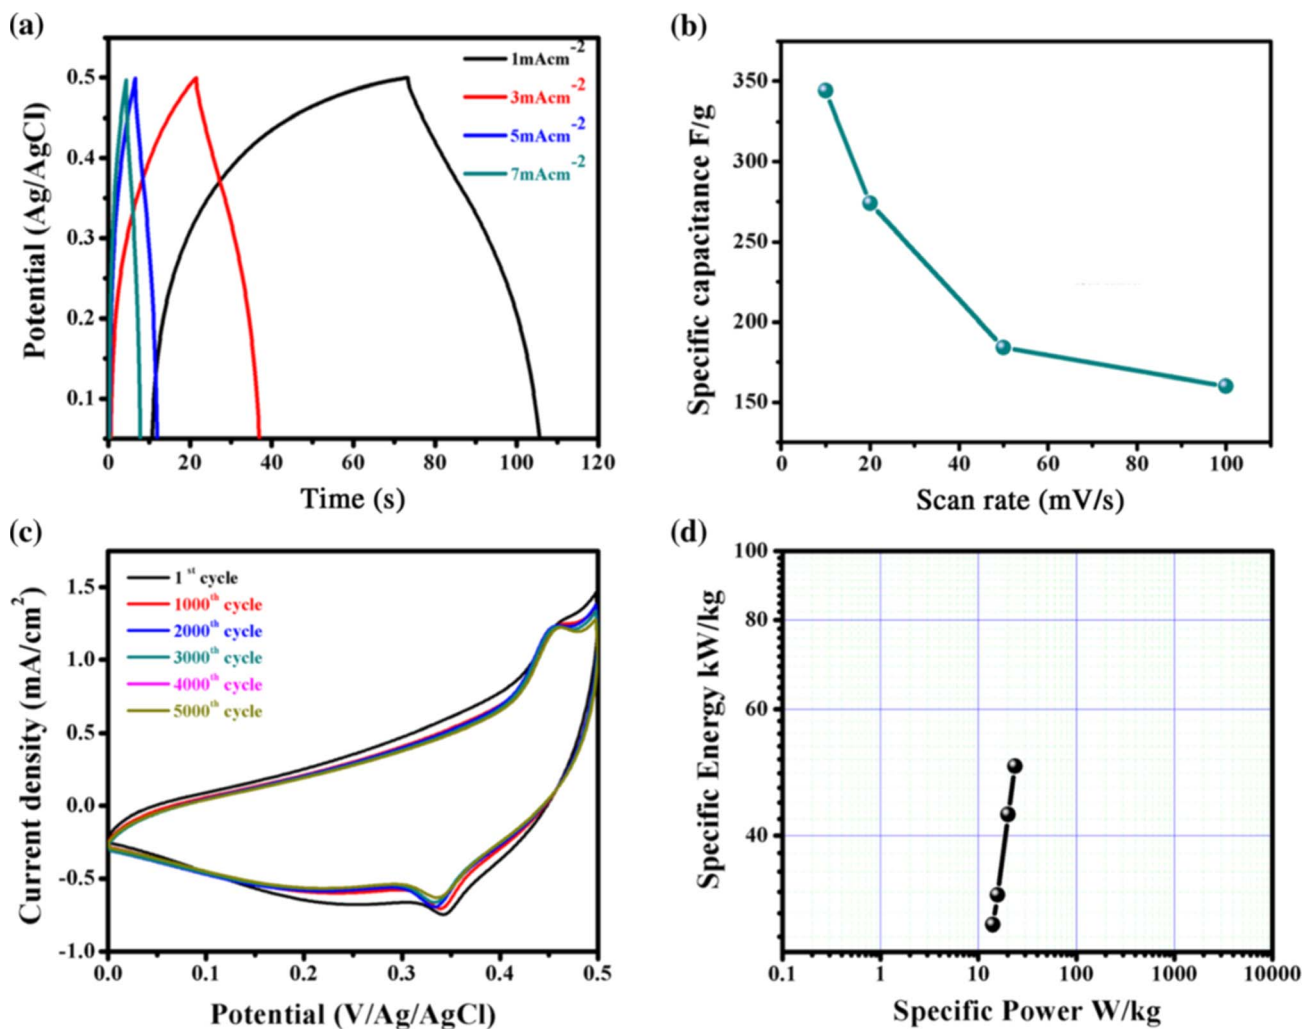 (a)
1mAcm-2
3mAcm-2
5mAcm-2
7mAcm-2
0.5
0.4
0.3
0.2
0.1
Potential (Ag/AgCl)
0 20 40 60 80 100 120
Time (s)
(b)
350
300
250
200
150
Specific capacitance F/g
0 20 40 60 80 100
Scan rate (mV/s)
(c)
1 st cycle
1000th cycle
2000th cycle
3000th cycle
4000th cycle
5000th cycle
1.5
1.0
0.5
0.0
-0.5
-1.0
Current density (mA/cm2)
0.0 0.1 0.2 0.3 0.4 0.5
Potential (V/Ag/AgCl)
(d)
100
80
60
40
Specific Energy kW/kg
0.1 1 10 100 1000 10000
Specific Power W/kg